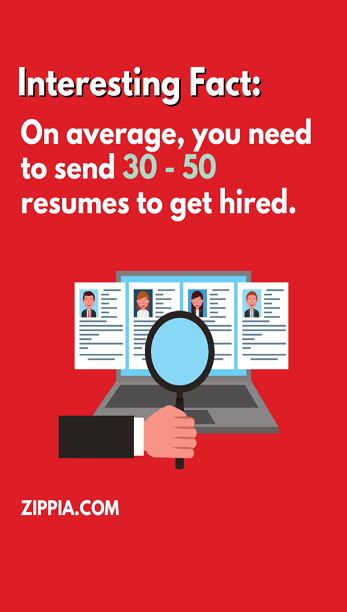 Interesting Fact:
On average, you need
to send 30 - 50
resumes to get hired.
ZIPPIA.COM